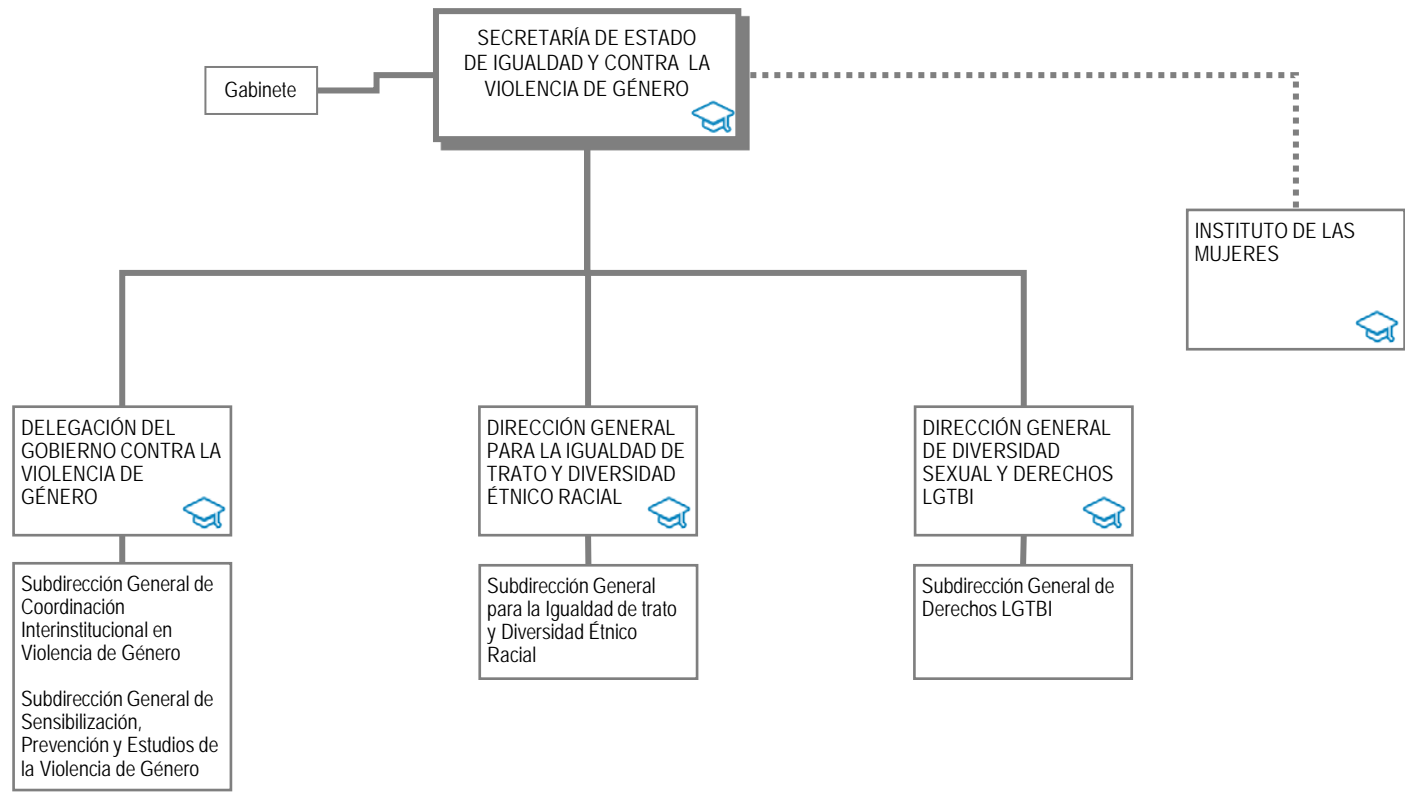 SECRETARÍA DE ESTADO
DE IGUALDAD Y CONTRA LA
VIOLENCIA DE GÉNERO
Gabinete
INSTITUTO DE LAS
MUJERES
DELEGACIÓN DEL
GOBIERNO CONTRA LA
VIOLENCIA DE
GÉNERO
DIRECCIÓN GENERAL
PARA LA IGUALDAD DE
TRATO Y DIVERSIDAD
ÉTNICO RACIAL
DIRECCIÓN GENERAL
DE DIVERSIDAD
SEXUAL Y DERECHOS
LGTBI
Subdirección General de
Coordinación
Interinstitucional en
Violencia de Género
Subdirección General de
Sensibilización,
Prevención y Estudios de
la Violencia de Género
Subdirección General
para la Igualdad de trato
y Diversidad Étnico
Racial
Subdirección General de
Derechos LGTBI